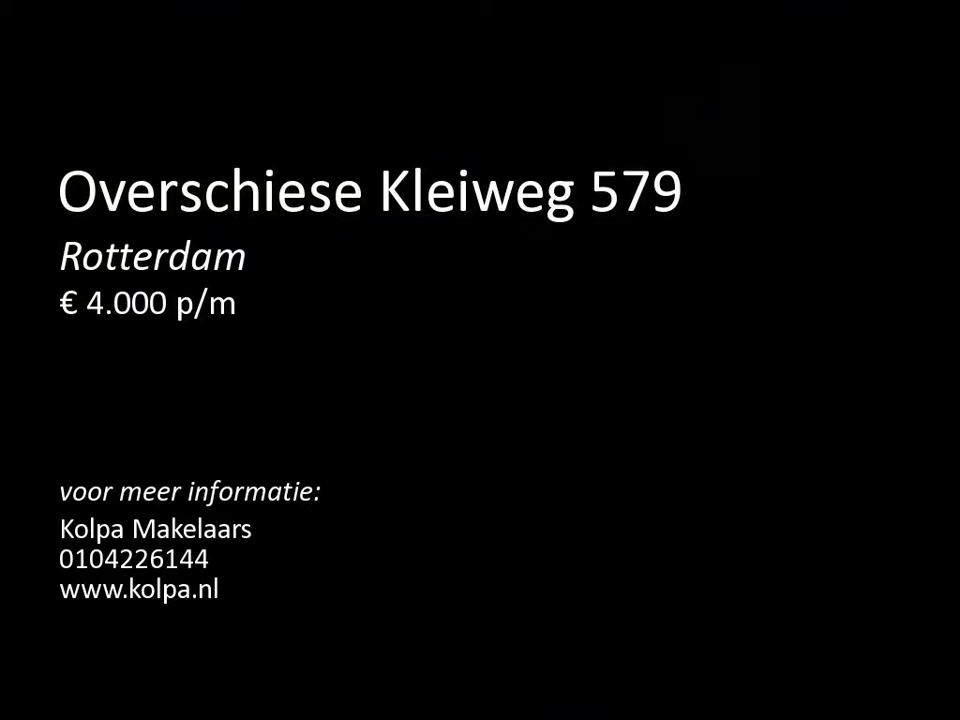 Overschiese Kleiweg 579
Rotterdam
€ 4.000 p/m
voor meer informatie:
Kolpa Makelaars
0104226144
www.kolpa.nl